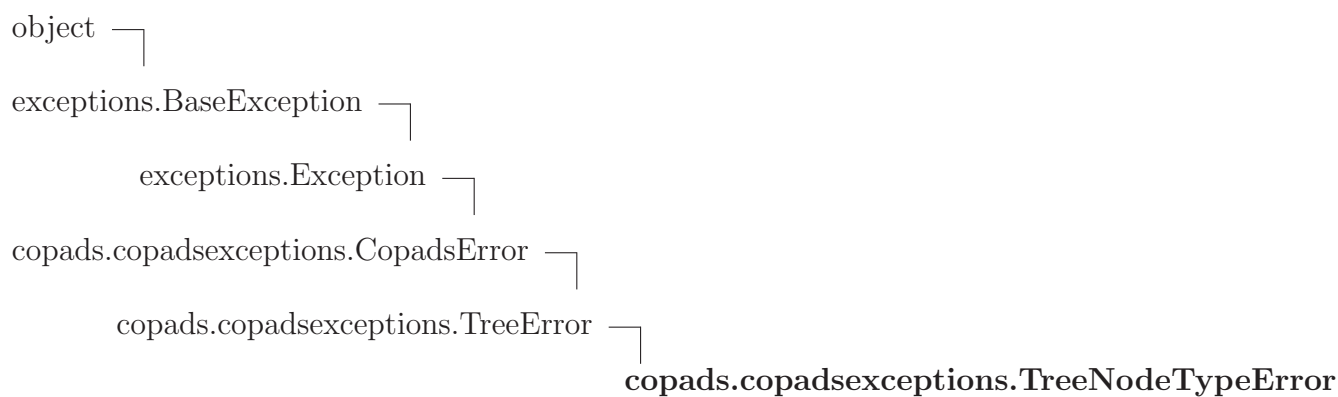 object
exceptions.BaseException
exceptions.Exception
copads.copadsexceptions.CopadsError
copads.copadsexceptions.TreeError
copads.copadsexceptions.TreeNodeTypeError